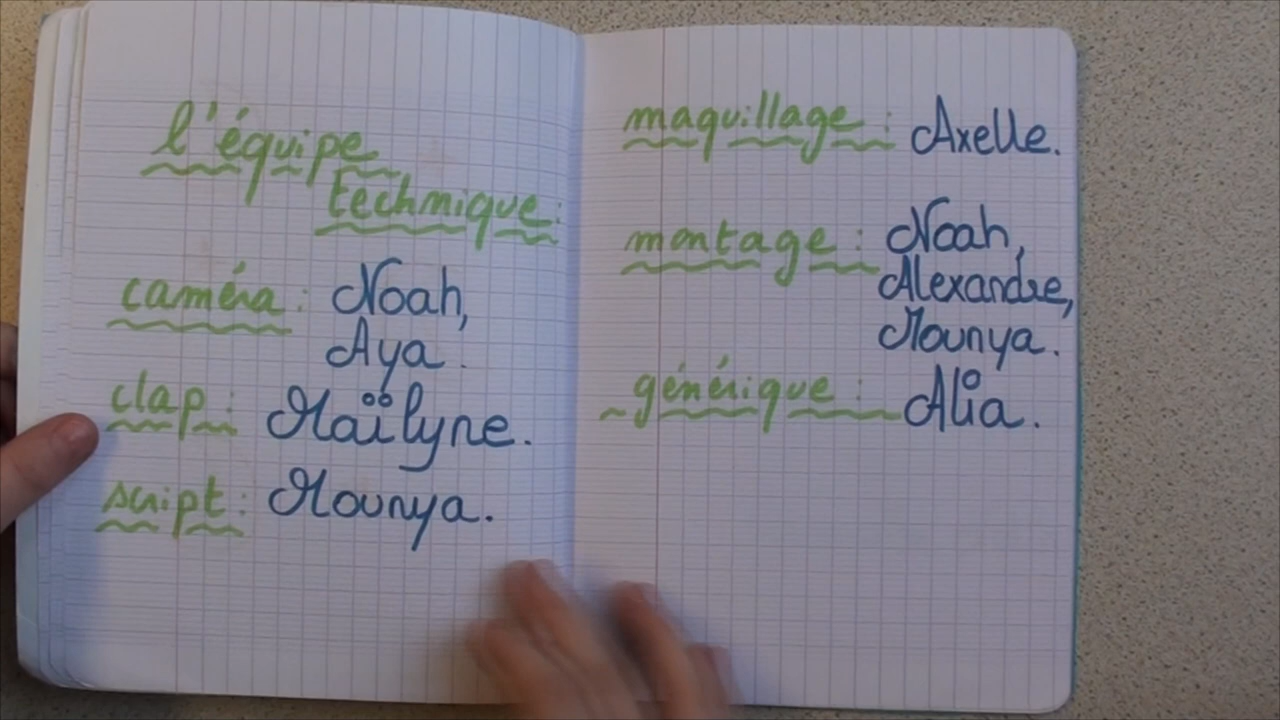 l'équipe
technique:
caméra: Noah,
Aya.
clap: Maïlyne.
script: Mounya.
maquillage: Axelle.
montage: Noah,
Alexandre,
Mounya.
générique: Alia.